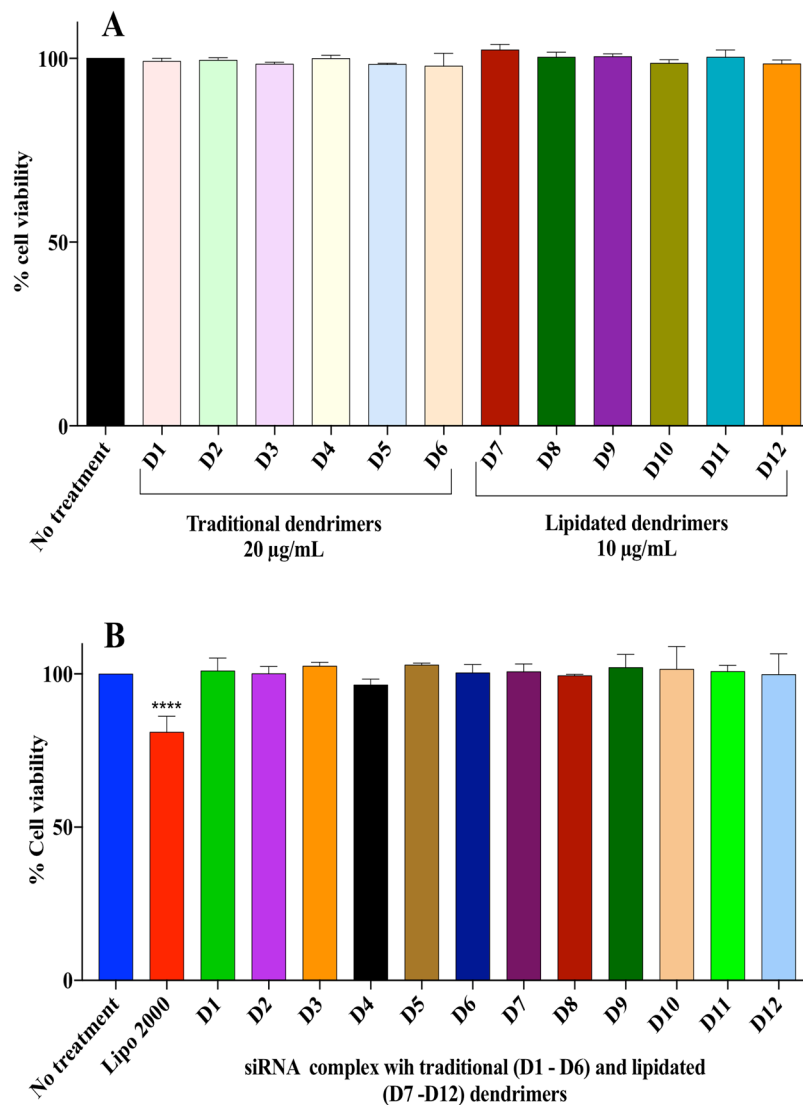 A
% cell viability
100
50
0
No treatment
D1
D2
D3
D4
D5
D6
D7
D8
D9
D10
D11
D12
Traditional dendrimers
20 µg/mL
Lipidated dendrimers
10 µg/mL
B
% Cell viability
100
50
0
****
No treatment
Lipo 2000
D1
D2
D3
D4
D5
D6
D7
D8
D9
D10
D11
D12
siRNA complex wih traditional (D1 - D6) and lipidated
(D7 -D12) dendrimers